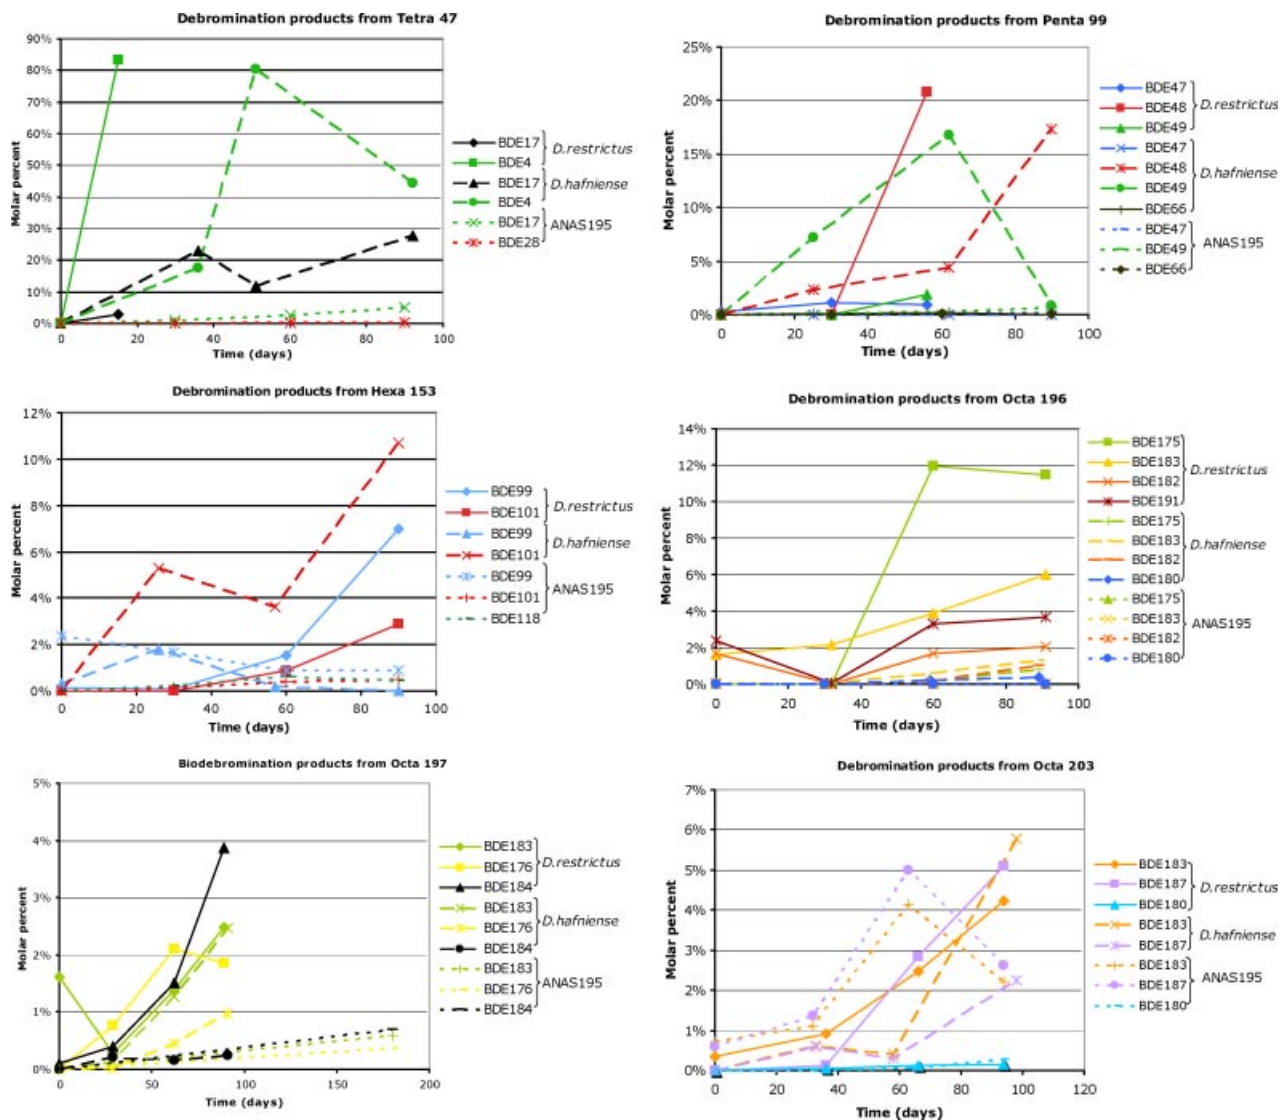 Debromination products from Tetra 47
90%
80%
70%
60%
50%
40%
30%
20%
10%
0%
Molar percent
0 20 40 60 80 100
Time (days)
BDE17
BDE4
D.restrictus
BDE17
BDE4
D.hafniense
BDE17
BDE28
ANAS195
Debromination products from Penta 99
25%
20%
15%
10%
5%
0%
Molar percent
0 20 40 60 80 100
Time (days)
BDE47
BDE48
BDE49
D.restrictus
BDE47
BDE48
BDE49
BDE66
D.hafniense
BDE47
BDE49
BDE66
ANAS195
Debromination products from Hexa 153
12%
10%
8%
6%
4%
2%
0%
Molar percent
0 20 40 60 80 100
Time (days)
BDE99
BDE101
D.restrictus
BDE99
BDE101
D.hafniense
BDE99
BDE101
BDE118
ANAS195
Debromination products from Octa 196
14%
12%
10%
8%
6%
4%
2%
0%
Molar percent
0 20 40 60 80 100
Time (days)
BDE175
BDE183
BDE182
BDE191
D.restrictus
BDE175
BDE183
BDE182
BDE180
D.hafniense
BDE175
BDE183
BDE182
BDE180
ANAS195
Biodebromination products from Octa 197
5%
4%
3%
2%
1%
0%
Molar percent
0 50 100 150 200
Time (days)
BDE183
BDE176
BDE184
D.restrictus
BDE183
BDE176
BDE184
D.hafniense
BDE183
BDE176
BDE184
ANAS195
Debromination products from Octa 203
7%
6%
5%
4%
3%
2%
1%
0%
Molar percent
0 20 40 60 80 100 120
Time (days)
BDE183
BDE187
BDE180
D.restrictus
BDE183
BDE187
D.hafniense
BDE183
BDE187
BDE180
ANAS195